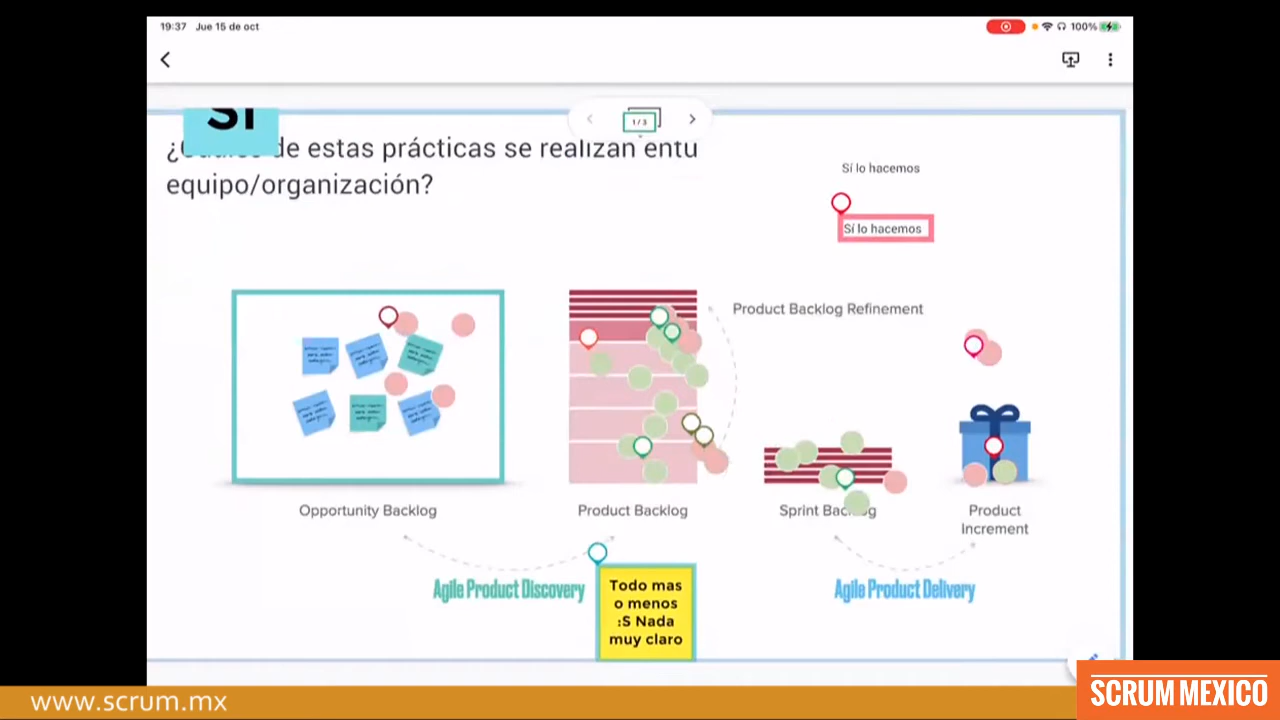 19:37 Jue 15 de oct
100%
SI
1/3
de estas prácticas se realizan entu
equipo/organización?
Sí lo hacemos
Sí lo hacemos
Product Backlog Refinement
Opportunity Backlog
Product Backlog
Sprint Backlog
Product
Increment
Agile Product Discovery
Agile Product Delivery
Todo mas
o menos
:S Nada
muy claro
www.scrum.mx
SCRUM MEXICO